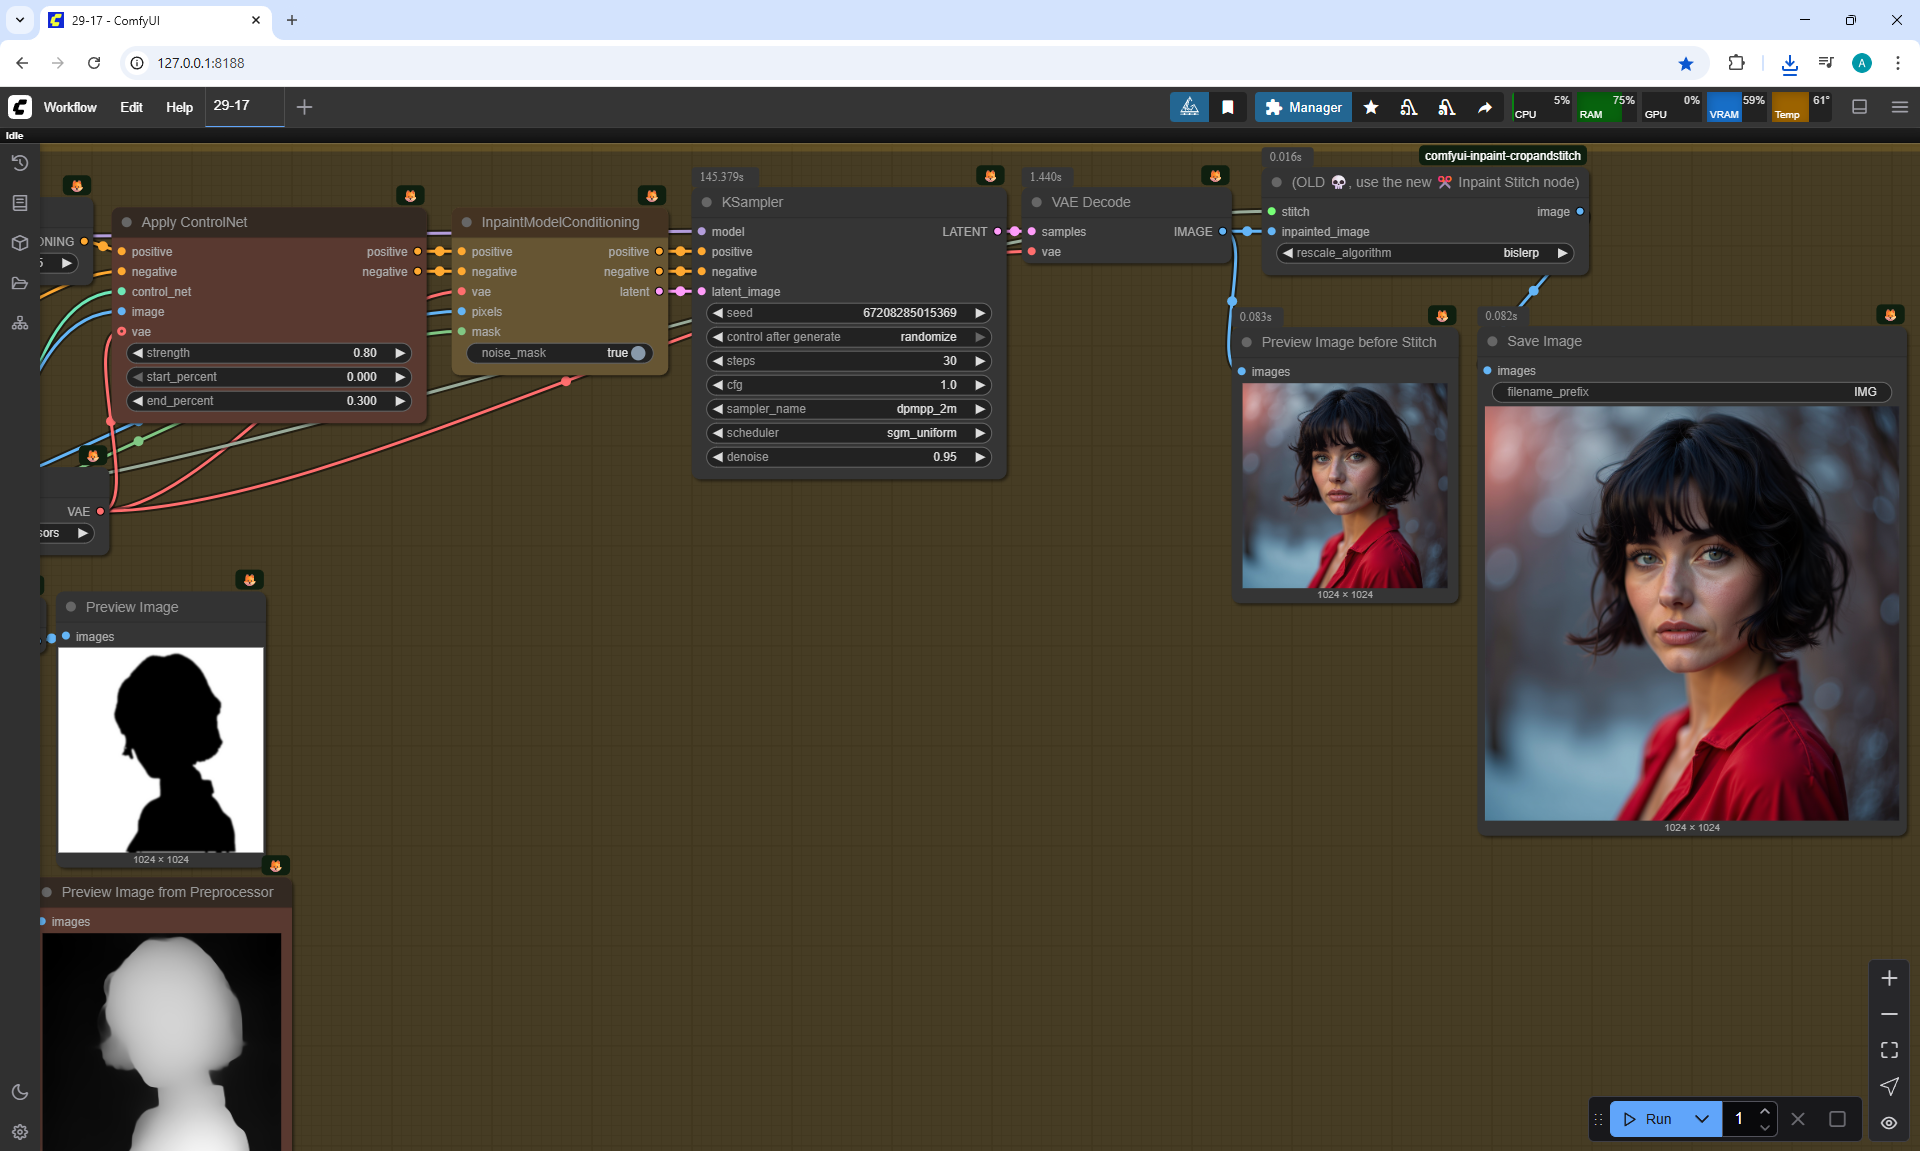 29-17 - ComfyUI
127.0.0.1:8188
A
Workflow
Edit
Help
29-17
Manager
5%
CPU
75%
RAM
0%
GPU
59%
VRAM
61°
Temp
Idle
ONING
5
Apply ControlNet
positive
positive
negative
negative
control_net
image
vae
strength
0.80
start_percent
0.000
end_percent
0.300
InpaintModelConditioning
positive
positive
negative
negative
vae
latent
pixels
mask
noise_mask
true
145.379s
KSampler
model
LATENT
positive
negative
latent_image
seed
67208285015369
control after generate
randomize
steps
30
cfg
1.0
sampler_name
dpmpp_2m
scheduler
sgm_uniform
denoise
0.95
1.440s
VAE Decode
samples
IMAGE
vae
0.016s
comfyui-inpaint-cropandstitch
(OLD 💀, use the new ✂️ Inpaint Stitch node)
stitch
image
inpainted_image
rescale_algorithm
bislerp
0.083s
Preview Image before Stitch
images
1024 × 1024
0.082s
Save Image
images
filename_prefix
IMG
1024 × 1024
VAE
sors
Preview Image
images
1024 × 1024
Preview Image from Preprocessor
images
Run
1